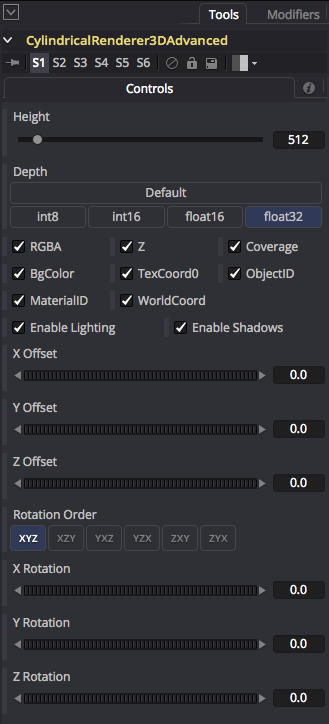 Tools Modifiers
CylindricalRenderer3DAdvanced
S1 S2 S3 S4 S5 S6
Controls
Height
512
Depth
Default
int8 int16 float16 float32
RGBA Z Coverage
BgColor TexCoord0 ObjectID
MaterialID WorldCoord
Enable Lighting Enable Shadows
X Offset
0.0
Y Offset
0.0
Z Offset
0.0
Rotation Order
XYZ XZY YXZ YZX ZXY ZYX
X Rotation
0.0
Y Rotation
0.0
Z Rotation
0.0